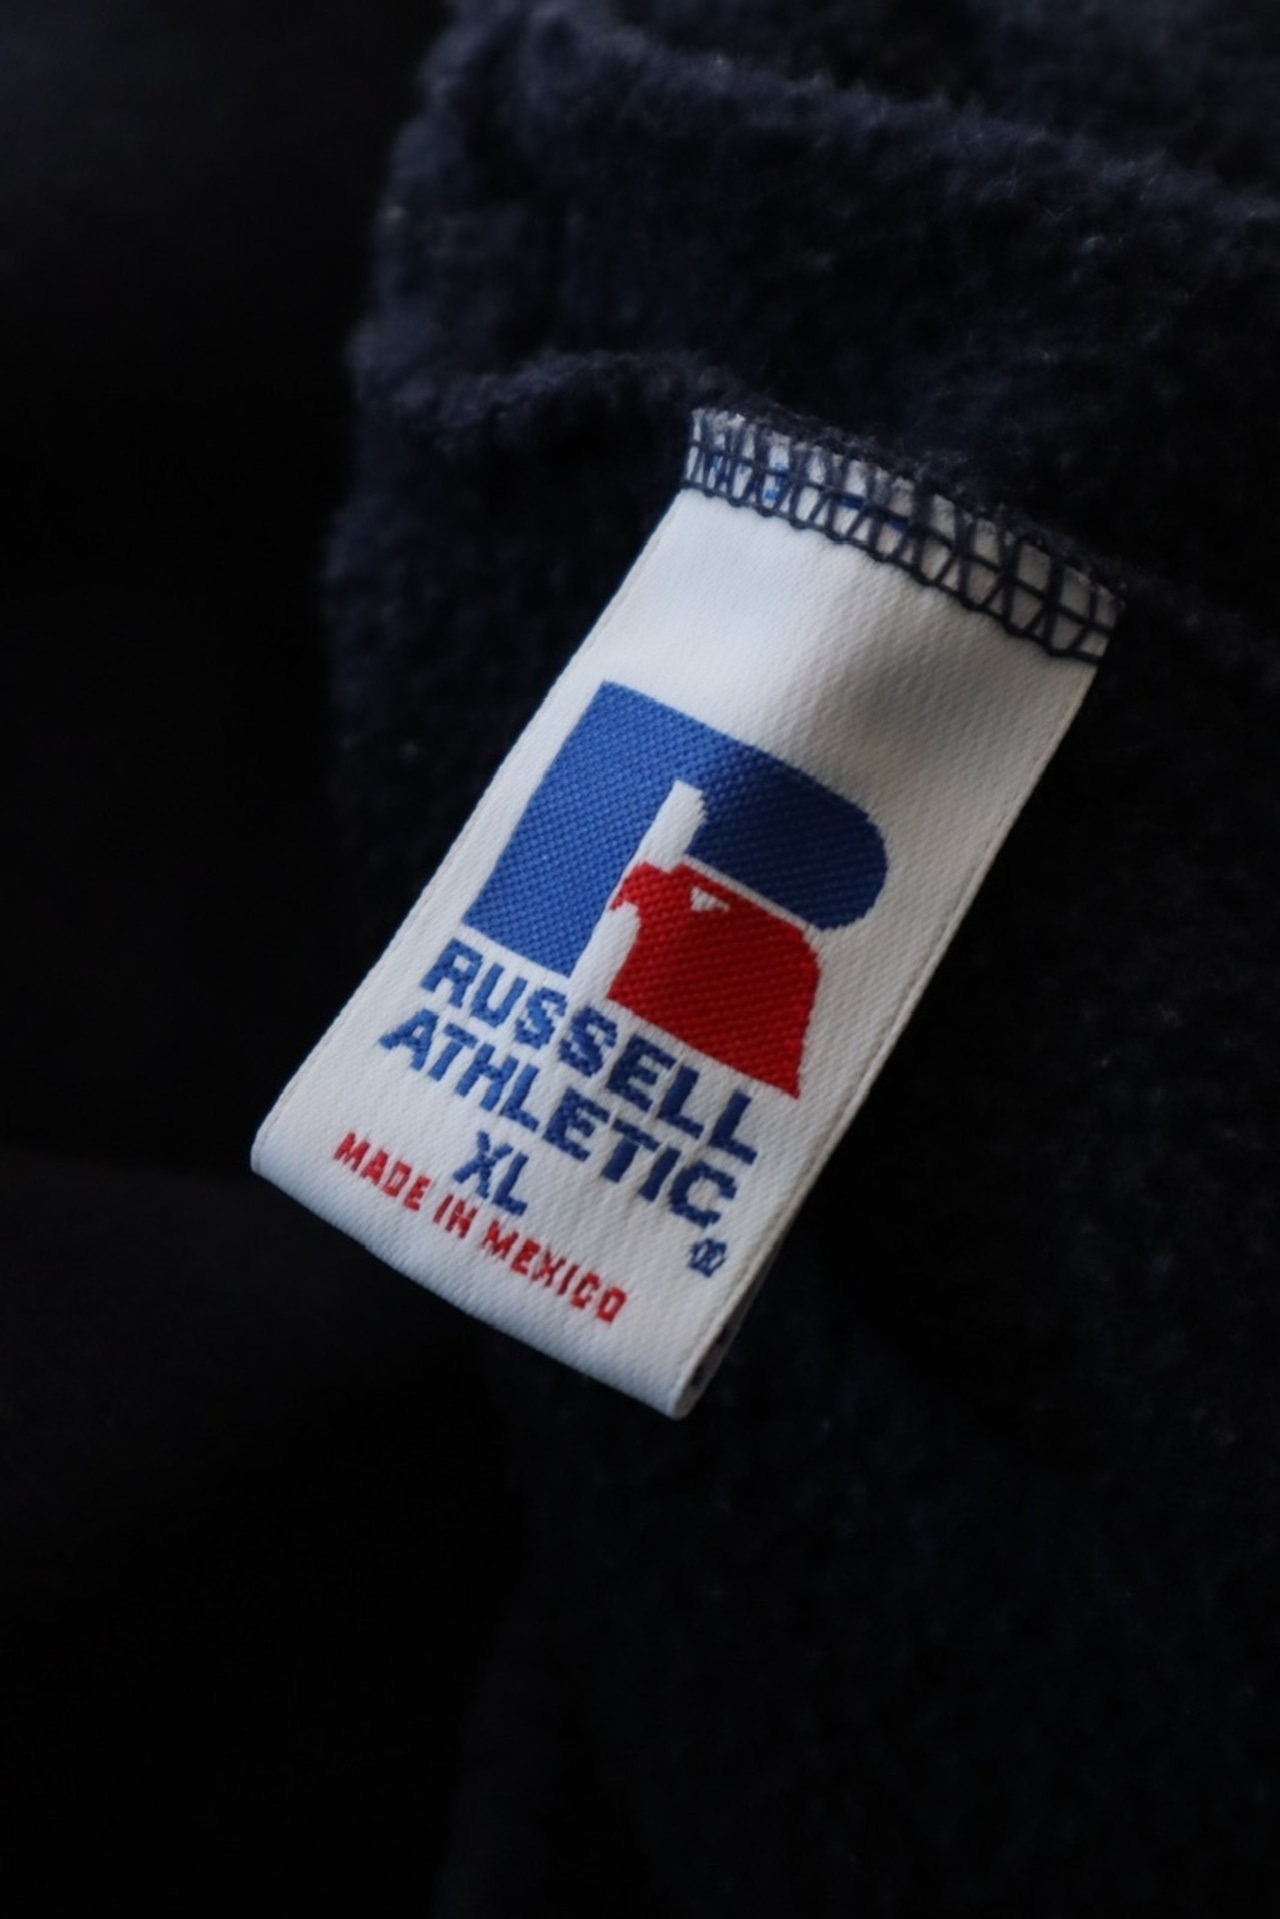 RUSSELL
ATHLETIC
®
XL
MADE IN MEXICO